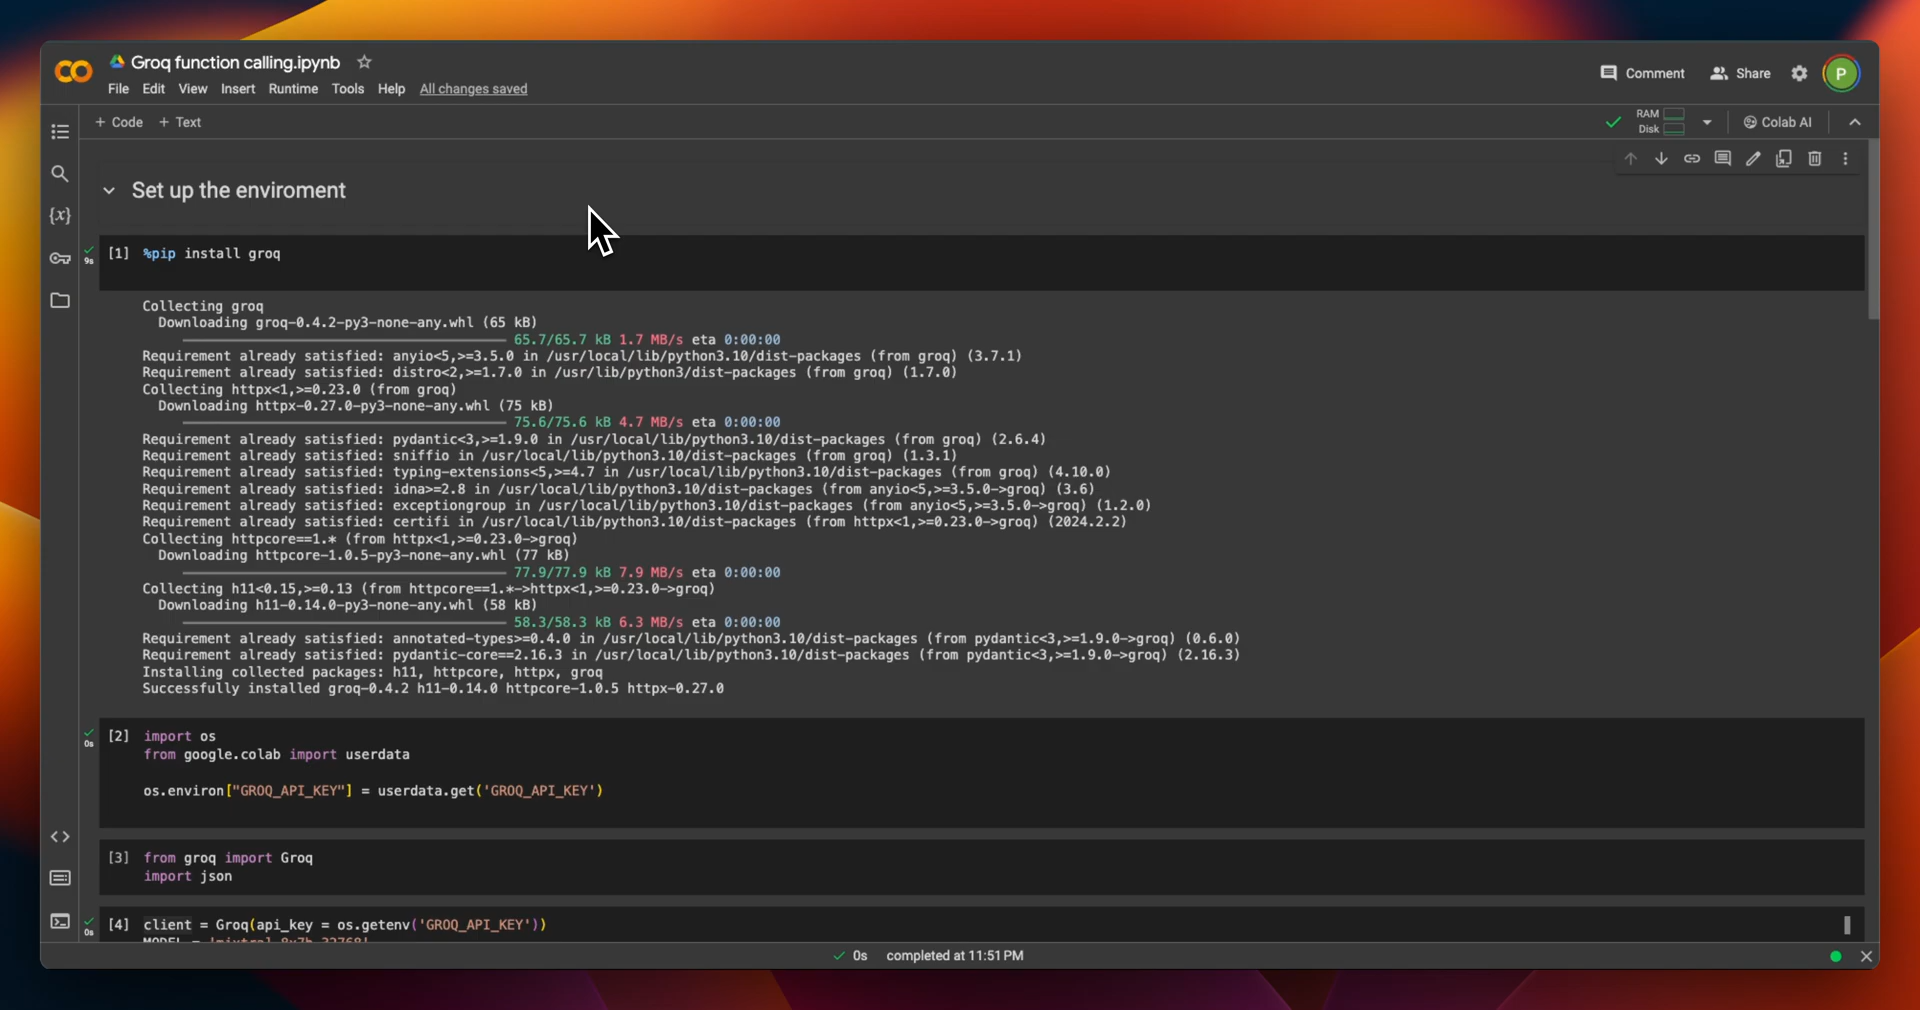 Groq function calling.ipynb
File Edit View Insert Runtime Tools Help All changes saved
Comment Share P
+ Code + Text
RAM
Disk
Colab AI
Set up the enviroment
9s [1] %pip install groq
Collecting groq
Downloading groq-0.4.2-py3-none-any.whl (65 kB)
65.7/65.7 kB 1.7 MB/s eta 0:00:00
Requirement already satisfied: anyio<5,>=3.5.0 in /usr/local/lib/python3.10/dist-packages (from groq) (3.7.1)
Requirement already satisfied: distro<2,>=1.7.0 in /usr/lib/python3/dist-packages (from groq) (1.7.0)
Collecting httpx<1,>=0.23.0 (from groq)
Downloading httpx-0.27.0-py3-none-any.whl (75 kB)
75.6/75.6 kB 4.7 MB/s eta 0:00:00
Requirement already satisfied: pydantic<3,>=1.9.0 in /usr/local/lib/python3.10/dist-packages (from groq) (2.6.4)
Requirement already satisfied: sniffio in /usr/local/lib/python3.10/dist-packages (from groq) (1.3.1)
Requirement already satisfied: typing-extensions<5,>=4.7 in /usr/local/lib/python3.10/dist-packages (from groq) (4.10.0)
Requirement already satisfied: idna>=2.8 in /usr/local/lib/python3.10/dist-packages (from anyio<5,>=3.5.0->groq) (3.6)
Requirement already satisfied: exceptiongroup in /usr/local/lib/python3.10/dist-packages (from anyio<5,>=3.5.0->groq) (1.2.0)
Requirement already satisfied: certifi in /usr/local/lib/python3.10/dist-packages (from httpx<1,>=0.23.0->groq) (2024.2.2)
Collecting httpcore==1.* (from httpx<1,>=0.23.0->groq)
Downloading httpcore-1.0.5-py3-none-any.whl (77 kB)
77.9/77.9 kB 7.9 MB/s eta 0:00:00
Collecting h11<0.15,>=0.13 (from httpcore==1.*->httpx<1,>=0.23.0->groq)
Downloading h11-0.14.0-py3-none-any.whl (58 kB)
58.3/58.3 kB 6.3 MB/s eta 0:00:00
Requirement already satisfied: annotated-types>=0.4.0 in /usr/local/lib/python3.10/dist-packages (from pydantic<3,>=1.9.0->groq) (0.6.0)
Requirement already satisfied: pydantic-core==2.16.3 in /usr/local/lib/python3.10/dist-packages (from pydantic<3,>=1.9.0->groq) (2.16.3)
Installing collected packages: h11, httpcore, httpx, groq
Successfully installed groq-0.4.2 h11-0.14.0 httpcore-1.0.5 httpx-0.27.0
0s [2] import os
from google.colab import userdata
os.environ["GROQ_API_KEY"] = userdata.get('GROQ_API_KEY')
[3] from groq import Groq
import json
0s [4] client = Groq(api_key = os.getenv('GROQ_API_KEY'))
MODEL = 'mixtral-8x7b-32768'
0s completed at 11:51 PM